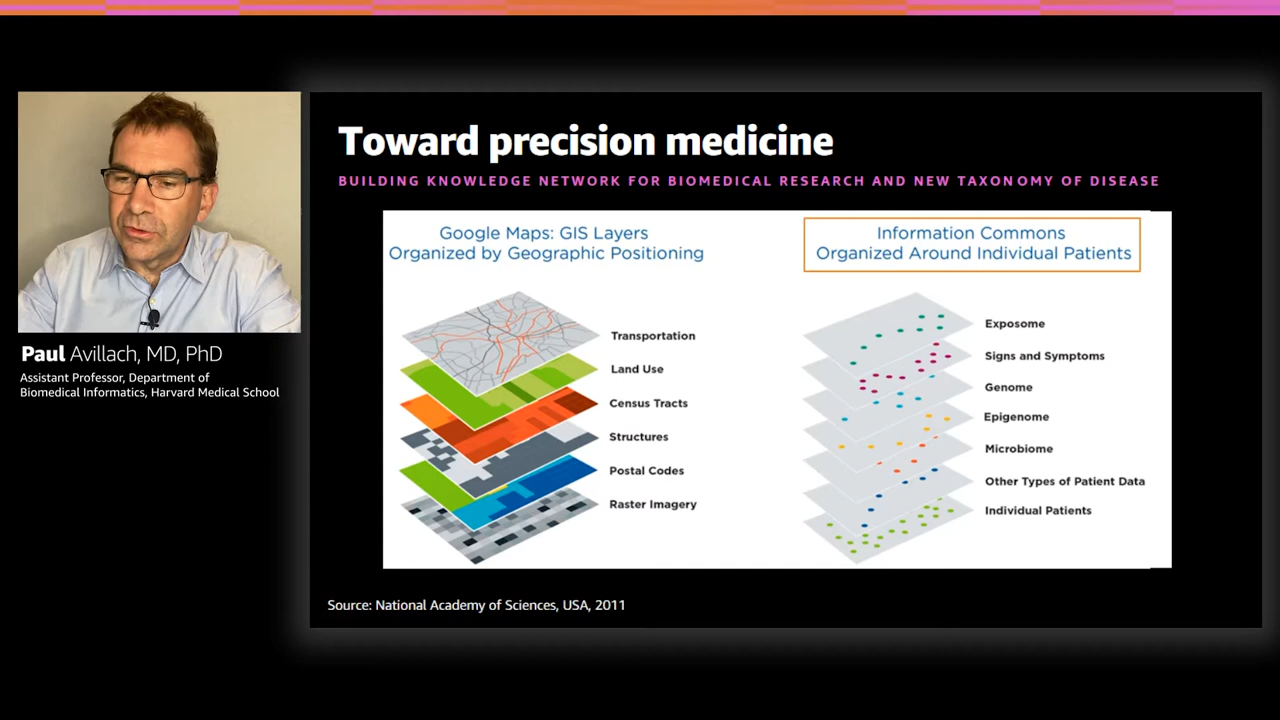 Paul Avillach, MD, PhD
Assistant Professor, Department of
Biomedical Informatics, Harvard Medical School
Toward precision medicine
BUILDING KNOWLEDGE NETWORK FOR BIOMEDICAL RESEARCH AND NEW TAXONOMY OF DISEASE
Google Maps: GIS Layers
Organized by Geographic Positioning
Transportation
Land Use
Census Tracts
Structures
Postal Codes
Raster Imagery
Information Commons
Organized Around Individual Patients
Exposome
Signs and Symptoms
Genome
Epigenome
Microbiome
Other Types of Patient Data
Individual Patients
Source: National Academy of Sciences, USA, 2011